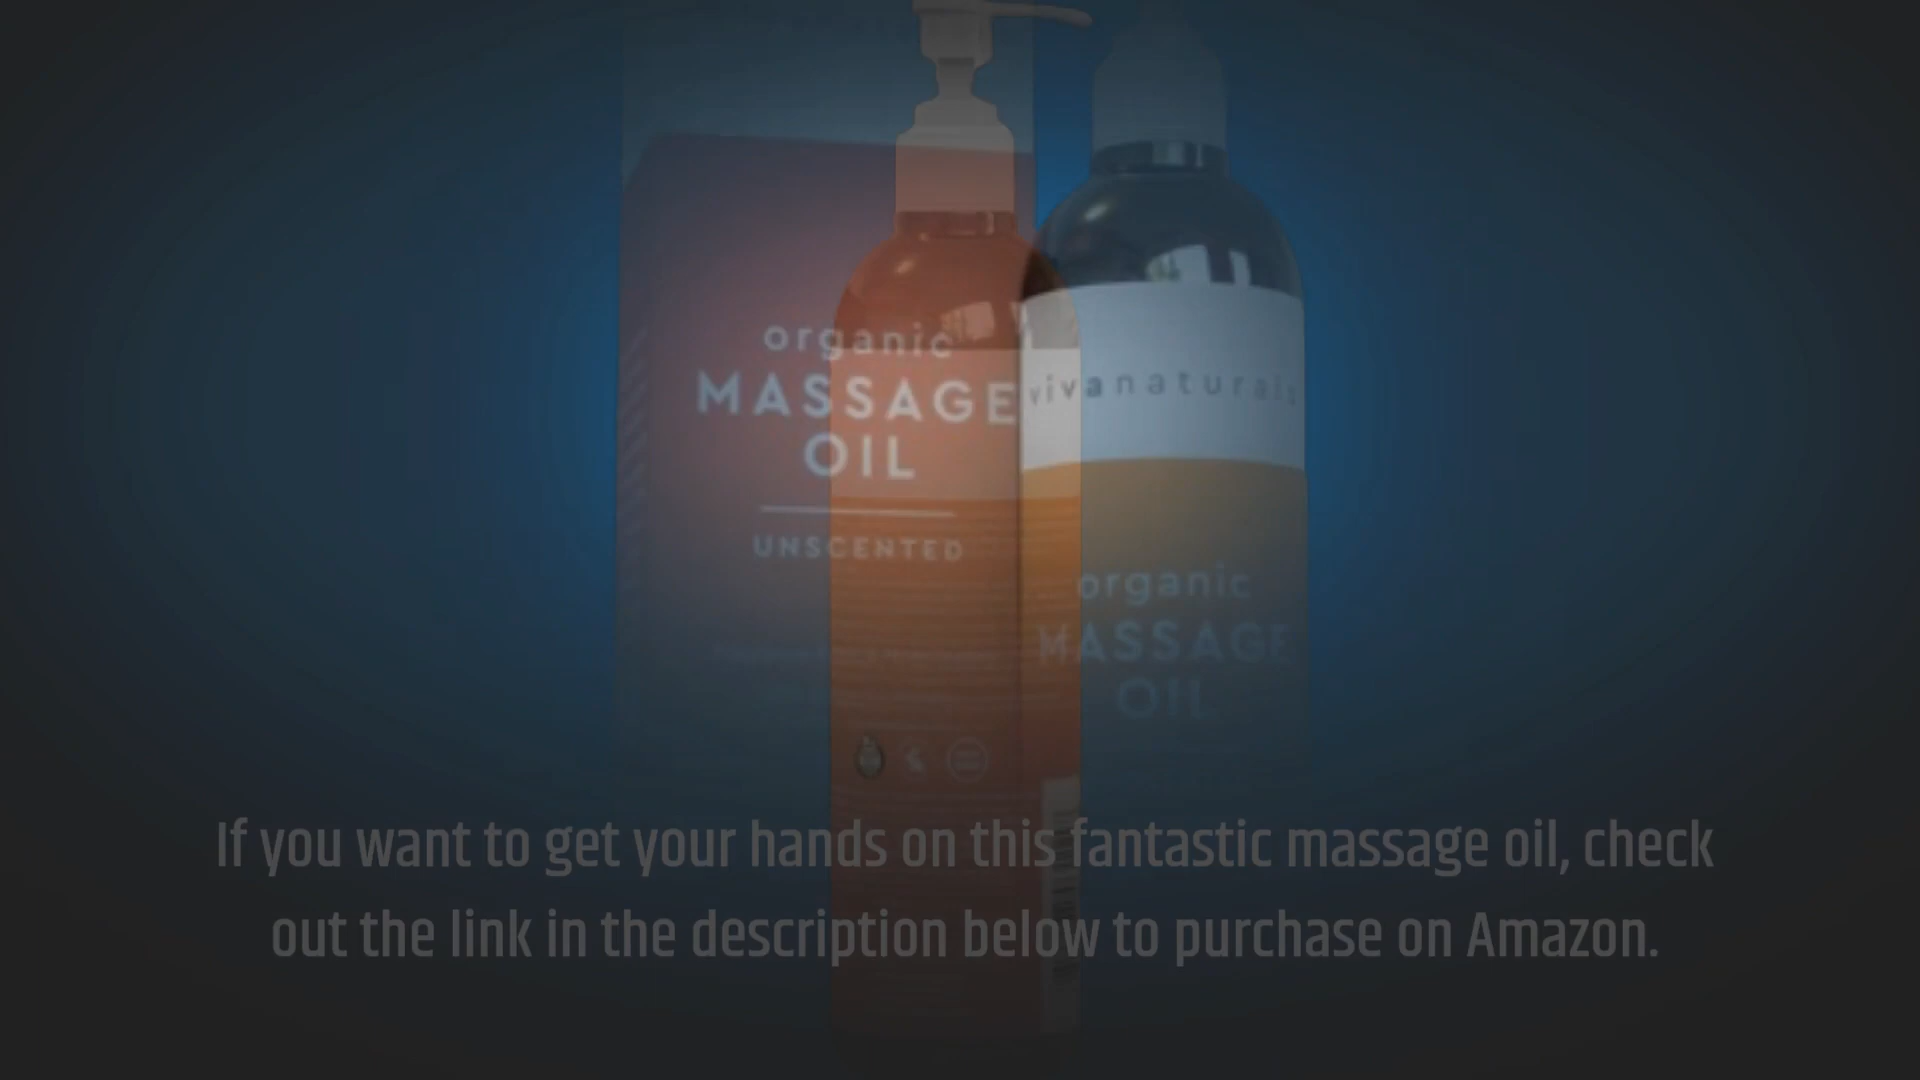 organic
MASSAGE
OIL
UNSCENTED
vivanaturals
organic
MASSAGE
OIL
If you want to get your hands on this fantastic massage oil, check
out the link in the description below to purchase on Amazon.